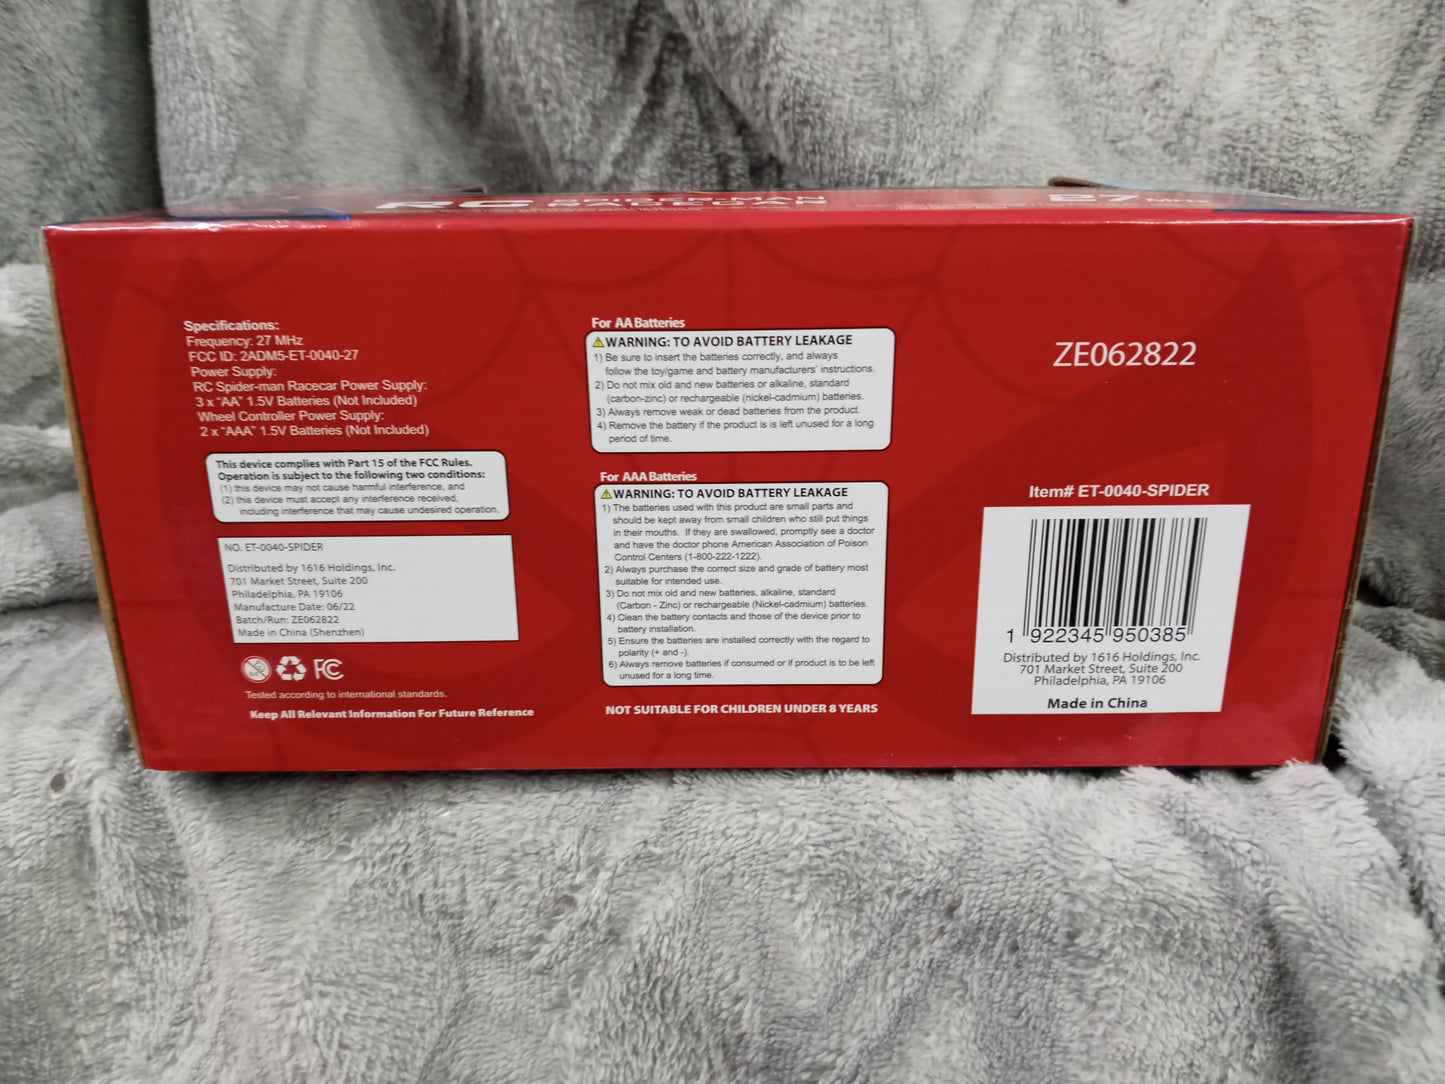 RC SPIDER-MAN
RACECAR
27 MHz
Specifications:
Frequency: 27 MHz
FCC ID: 2ADM5-ET-0040-27
Power Supply:
RC Spider-man Racecar Power Supply:
3 x "AA" 1.5V Batteries (Not Included)
Wheel Controller Power Supply:
2 x "AAA" 1.5V Batteries (Not Included)
This device complies with Part 15 of the FCC Rules.
Operation is subject to the following two conditions:
(1) this device may not cause harmful interference, and
(2) this device must accept any interference received,
including interference that may cause undesired operation.
NO. ET-0040-SPIDER
Distributed by 1616 Holdings, Inc.
701 Market Street, Suite 200
Philadelphia, PA 19106
Manufacture Date: 06/22
Batch/Run: ZE062822
Made in China (Shenzhen)
FC
Tested according to international standards.
Keep All Relevant Information For Future Reference
For AA Batteries
WARNING: TO AVOID BATTERY LEAKAGE
1) Be sure to insert the batteries correctly, and always
follow the toy/game and battery manufacturers' instructions.
2) Do not mix old and new batteries or alkaline, standard
(carbon-zinc) or rechargeable (nickel-cadmium) batteries.
3) Always remove weak or dead batteries from the product.
4) Remove the battery if the product is is left unused for a long
period of time.
For AAA Batteries
WARNING: TO AVOID BATTERY LEAKAGE
1) The batteries used with this product are small parts and
should be kept away from small children who still put things
in their mouths. If they are swallowed, promptly see a doctor
and have the doctor phone American Association of Poison
Control Centers (1-800-222-1222).
2) Always purchase the correct size and grade of battery most
suitable for intended use.
3) Do not mix old and new batteries, alkaline, standard
(Carbon - Zinc) or rechargeable (Nickel-cadmium) batteries.
4) Clean the battery contacts and those of the device prior to
battery installation.
5) Ensure the batteries are installed correctly with the regard to
polarity (+ and -).
6) Always remove batteries if consumed or if product is to be left
unused for a long time.
NOT SUITABLE FOR CHILDREN UNDER 8 YEARS
ZE062822
Item# ET-0040-SPIDER
1 922345 950385
Distributed by 1616 Holdings, Inc.
701 Market Street, Suite 200
Philadelphia, PA 19106
Made in China